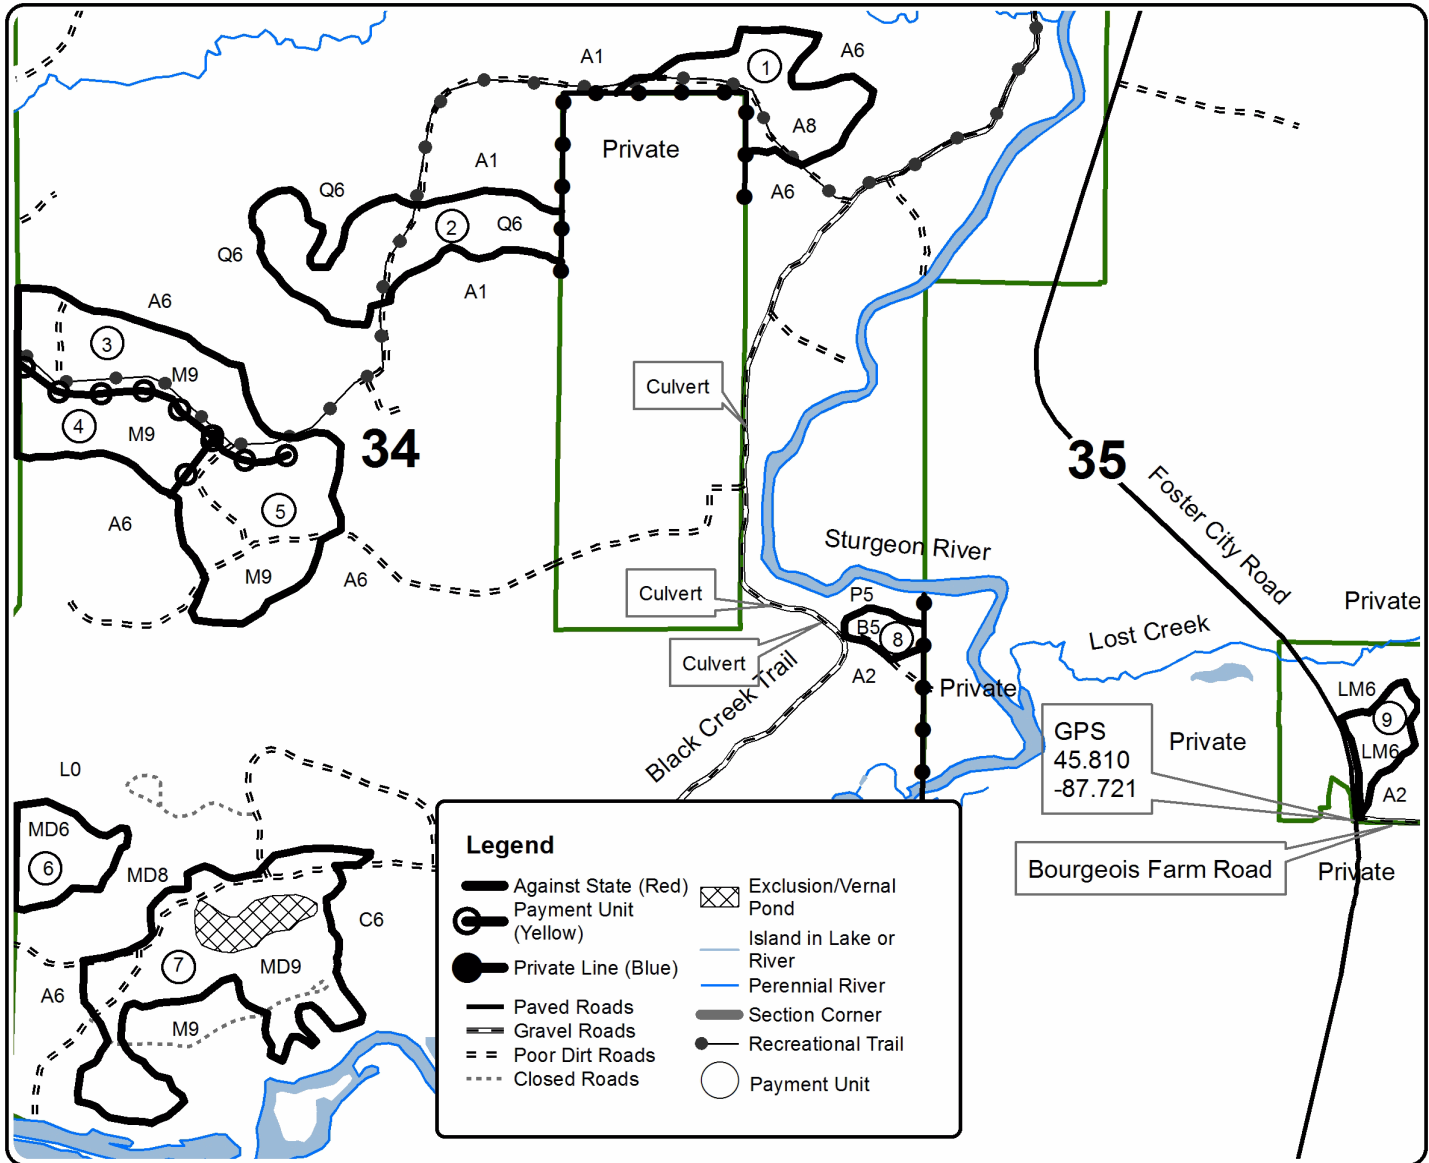 A1
1
A6
A8
Private
A1
Q6
A6
2
Q6
Q6
A1
A6
3
M9
Culvert
4
M9
34
35
Foster City Road
5
A6
Sturgeon River
M9
A6
Culvert
P5
Private
B5
8
Lost Creek
Culvert
A2
Private
LM6
Black Creek Trail
9
GPS
45.810
-87.721
Private
LM6
A2
L0
MD6
6
MD8
Bourgeois Farm Road
Private
C6
7
MD9
A6
M9
Legend
Against State (Red)
Payment Unit
(Yellow)
Private Line (Blue)
Paved Roads
Gravel Roads
Poor Dirt Roads
Closed Roads
Exclusion/Vernal
Pond
Island in Lake or
River
Perennial River
Section Corner
Recreational Trail
Payment Unit